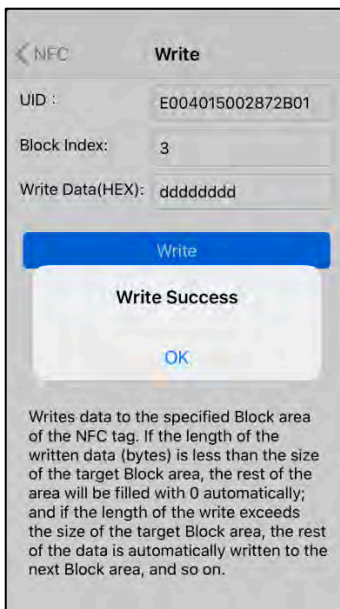 NFC Write
UID : E004015002872B01
Block Index: 3
Write Data(HEX): dddddddd
Write
Write Success
OK
Writes data to the specified Block area
of the NFC tag. If the length of the
written data (bytes) is less than the size
of the target Block area, the rest of the
area will be filled with 0 automatically;
and if the length of the write exceeds
the size of the target Block area, the rest
of the data is automatically written to the
next Block area, and so on.